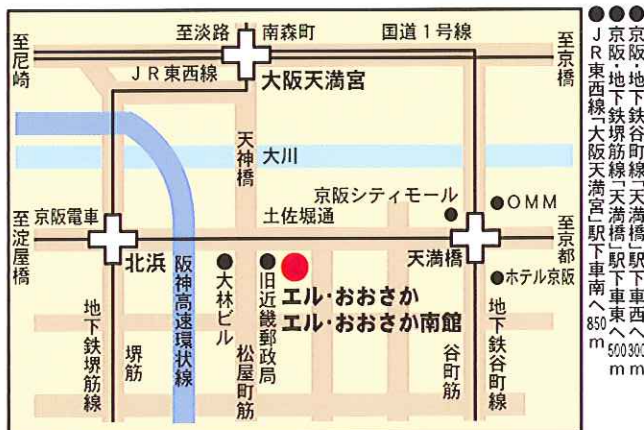 至淡路
南森町
国道1号線
至尼崎
JR東西線
大阪天満宮
至京橋
天神橋
大川
京阪シティモール
OMM
至淀屋橋
京阪電車
土佐堀通
至京都
北浜
天満橋
阪神高速環状線
大林ビル
旧近畿郵政局
エル・おおさか
エル・おおさか南館
ホテル京阪
地下鉄堺筋線
堺筋
松屋町筋
谷町筋
地下鉄谷町線
●京阪・地下鉄谷町線「天満橋」駅下車西へ300m
●京阪・地下鉄堺筋線「天満橋」駅下車東へ500m
●JR東西線「大阪天満宮」駅下車南へ850m